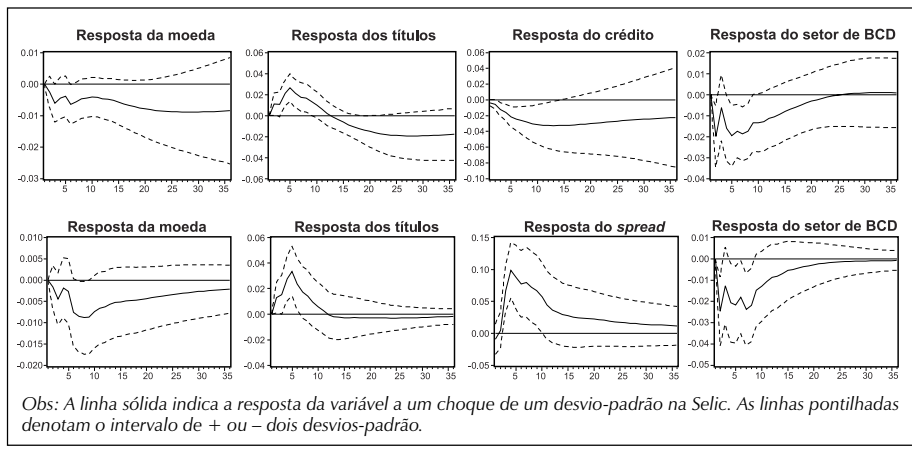 Resposta da moeda
0.01
0.00
-0.01
-0.02
-0.03
5 10 15 20 25 30 35
Resposta dos títulos
0.06
0.04
0.02
0.00
-0.02
-0.04
-0.06
5 10 15 20 25 30 35
Resposta do crédito
0.04
0.02
0.00
-0.02
-0.04
-0.06
-0.08
-0.10
5 10 15 20 25 30 35
Resposta do setor de BCD
0.02
0.01
0.00
-0.01
-0.02
-0.03
-0.04
5 10 15 20 25 30 35
Resposta da moeda
0.010
0.005
0.000
-0.005
-0.010
-0.015
-0.020
5 10 15 20 25 30 35
Resposta dos títulos
0.06
0.04
0.02
0.00
-0.02
-0.04
5 10 15 20 25 30 35
Resposta do spread
0.15
0.10
0.05
0.00
-0.05
5 10 15 20 25 30 35
Resposta do setor de BCD
0.01
0.00
-0.01
-0.02
-0.03
-0.04
-0.05
5 10 15 20 25 30 35
Obs: A linha sólida indica a resposta da variável a um choque de um desvio-padrão na Selic. As linhas pontilhadas
denotam o intervalo de + ou – dois desvios-padrão.